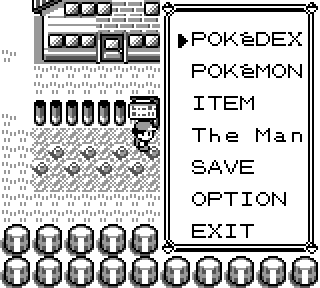 POKéDEX
POKéMON
ITEM
The Man
SAVE
OPTION
EXIT